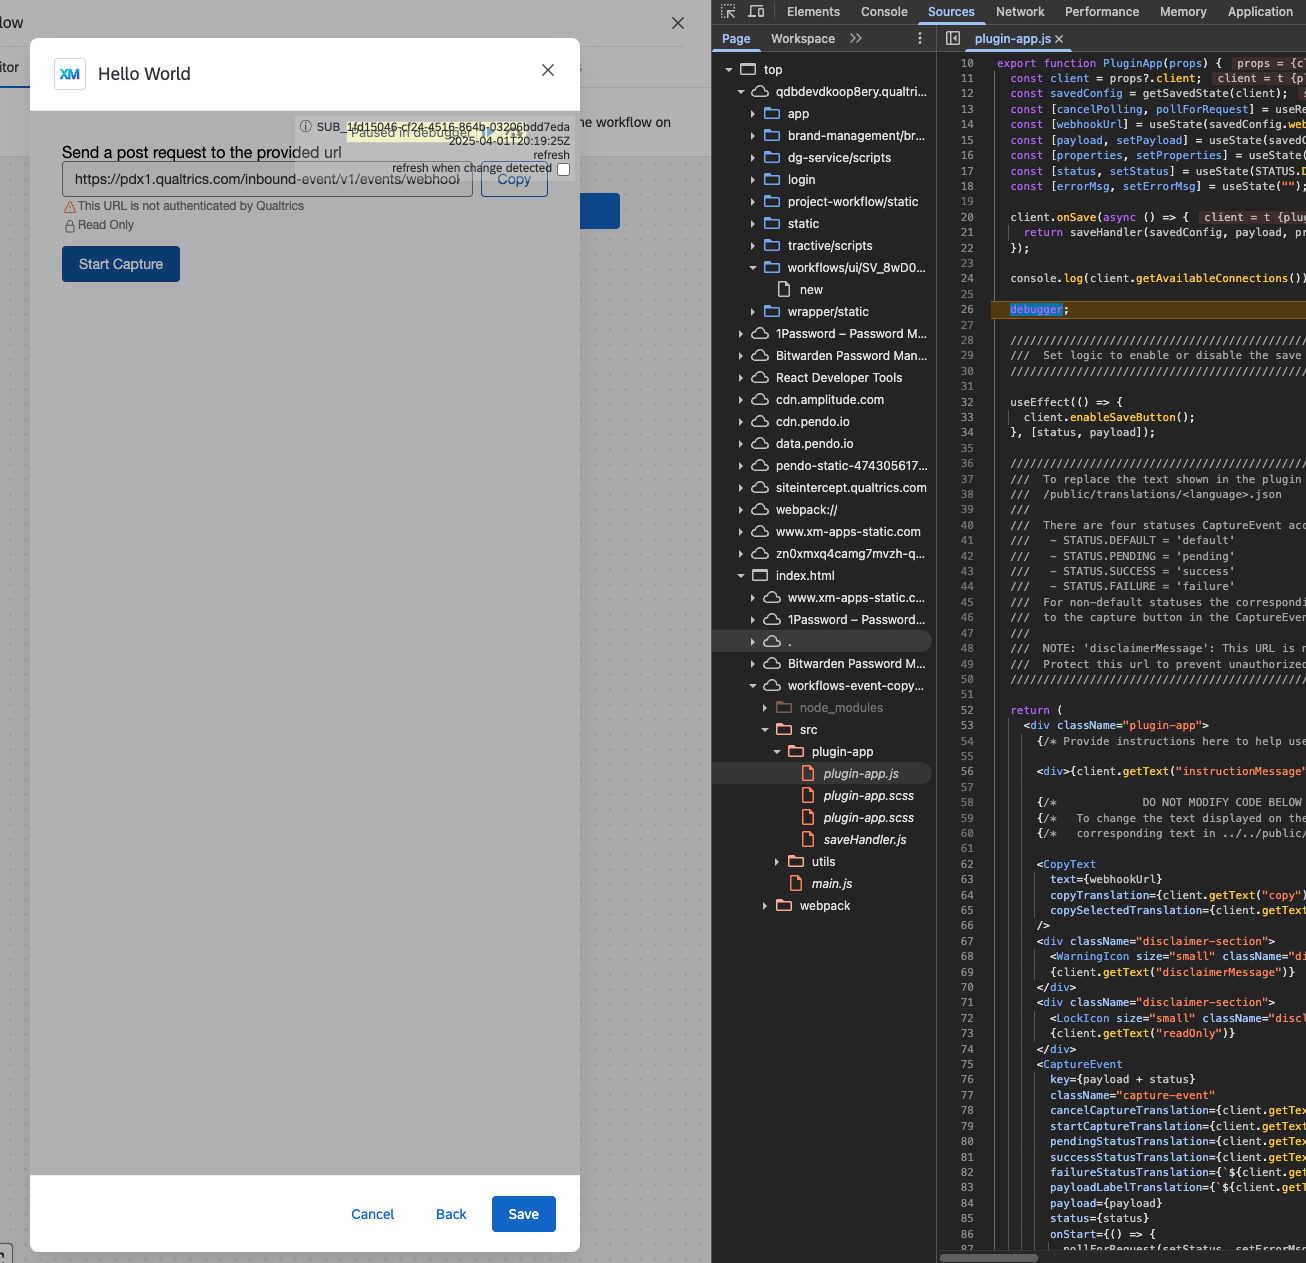 low
itor
XM Hello World
ne workflow on
SUB_1fd15046-cf24-4516-864b-03206bdd7eda
Paused in debugger
2025-04-01T20:19:25Z
refresh
refresh when change detected
Send a post request to the provided url
https://pdx1.qualtrics.com/inbound-event/v1/events/webhool
Copy
This URL is not authenticated by Qualtrics
Read Only
Start Capture
Cancel Back Save
Elements Console Sources Network Performance Memory Application
Page Workspace
plugin-app.js
top
qdbdevdkoop8ery.qualtri...
app
brand-management/br...
dg-service/scripts
login
project-workflow/static
static
tractive/scripts
workflows/ui/SV_8wD0...
new
wrapper/static
1Password – Password M...
Bitwarden Password Man...
React Developer Tools
cdn.amplitude.com
cdn.pendo.io
data.pendo.io
pendo-static-474305617...
siteintercept.qualtrics.com
webpack://
www.xm-apps-static.com
zn0xmxq4camg7mvzh-q...
index.html
www.xm-apps-static.c...
1Password – Password...
.
Bitwarden Password M...
workflows-event-copy...
node_modules
src
plugin-app
plugin-app.js
plugin-app.scss
plugin-app.scss
saveHandler.js
utils
main.js
webpack
10 export function PluginApp(props) { props = {c
11 const client = props?.client; client = t {p
12 const savedConfig = getSavedState(client); s
13 const [cancelPolling, pollForRequest] = useRe
14 const [webhookUrl] = useState(savedConfig.web
15 const [payload, setPayload] = useState(savedC
16 const [properties, setProperties] = useState(
17 const [status, setStatus] = useState(STATUS.D
18 const [errorMsg, setErrorMsg] = useState("");
19
20 client.onSave(async () => { client = t {plug
21 return saveHandler(savedConfig, payload, pr
22 });
23
24 console.log(client.getAvailableConnections())
25
26 debugger;
27
28 /////////////////////////////////////////////
29 /// Set logic to enable or disable the save
30 /////////////////////////////////////////////
31
32 useEffect(() => {
33 client.enableSaveButton();
34 }, [status, payload]);
35
36 /////////////////////////////////////////////
37 /// To replace the text shown in the plugin
38 /// /public/translations/<language>.json
39 ///
40 /// There are four statuses CaptureEvent acc
41 /// - STATUS.DEFAULT = 'default'
42 /// - STATUS.PENDING = 'pending'
43 /// - STATUS.SUCCESS = 'success'
44 /// - STATUS.FAILURE = 'failure'
45 /// For non-default statuses the correspondi
46 /// to the capture button in the CaptureEven
47 ///
48 /// NOTE: 'disclaimerMessage': This URL is n
49 /// Protect this url to prevent unauthorized
50 /////////////////////////////////////////////
51
52 return (
53 <div className="plugin-app">
54 {/* Provide instructions here to help use
55
56 <div>{client.getText("instructionMessage"
57
58 {/* DO NOT MODIFY CODE BELOW
59 {/* To change the text displayed on the
60 {/* corresponding text in ../../public/
61
62 <CopyText
63 text={webhookUrl}
64 copyTranslation={client.getText("copy")
65 copySelectedTranslation={client.getText
66 />
67 <div className="disclaimer-section">
68 <WarningIcon size="small" className="di
69 {client.getText("disclaimerMessage")}
70 </div>
71 <div className="disclaimer-section">
72 <LockIcon size="small" className="discl
73 {client.getText("readOnly")}
74 </div>
75 <CaptureEvent
76 key={payload + status}
77 className="capture-event"
78 cancelCaptureTranslation={client.getTex
79 startCaptureTranslation={client.getText
80 pendingStatusTranslation={client.getTex
81 successStatusTranslation={client.getTex
82 failureStatusTranslation={`${client.get
83 payloadLabelTranslation={`${client.getT
84 payload={payload}
85 status={status}
86 onStart={() => {
87 pollForRequest(setStatus, setErrorMs